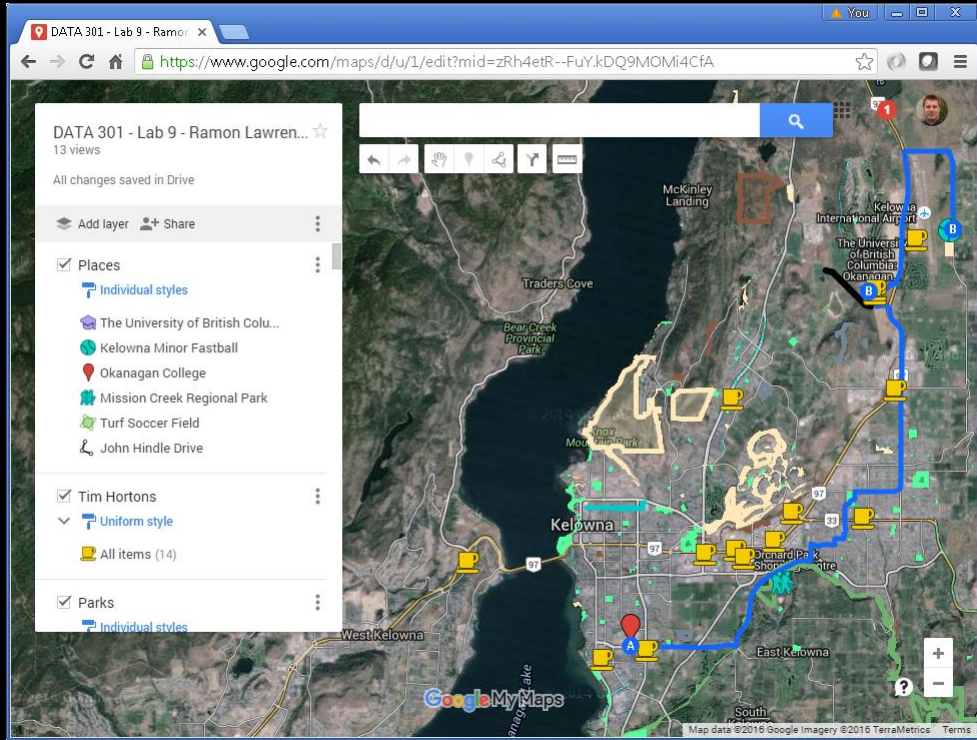 You
DATA 301 - Lab 9 - Ramor
https://www.google.com/maps/d/u/1/edit?mid=zRh4etR--FuY.kDQ9MOMi4CfA
DATA 301 - Lab 9 - Ramon Lawren...
13 views
All changes saved in Drive
Add layer
Share
Places
Individual styles
The University of British Colu...
Kelowna Minor Fastball
Okanagan College
Mission Creek Regional Park
Turf Soccer Field
John Hindle Drive
Tim Hortons
Uniform style
All items (14)
Parks
Individual styles
97
1
McKinley
Landing
Kelowna
International Airport
B
The University
of British
Columbia
Okanagan
B
Traders Cove
Bear Creek
Provincial
Park
Knox
Mountain Park
97
33
Kelowna
97
97
Orchard Park
Shopping Centre
A
West Kelowna
East Kelowna
South
Google My Maps
Map data ©2016 Google Imagery ©2016 TerraMetrics
Terms